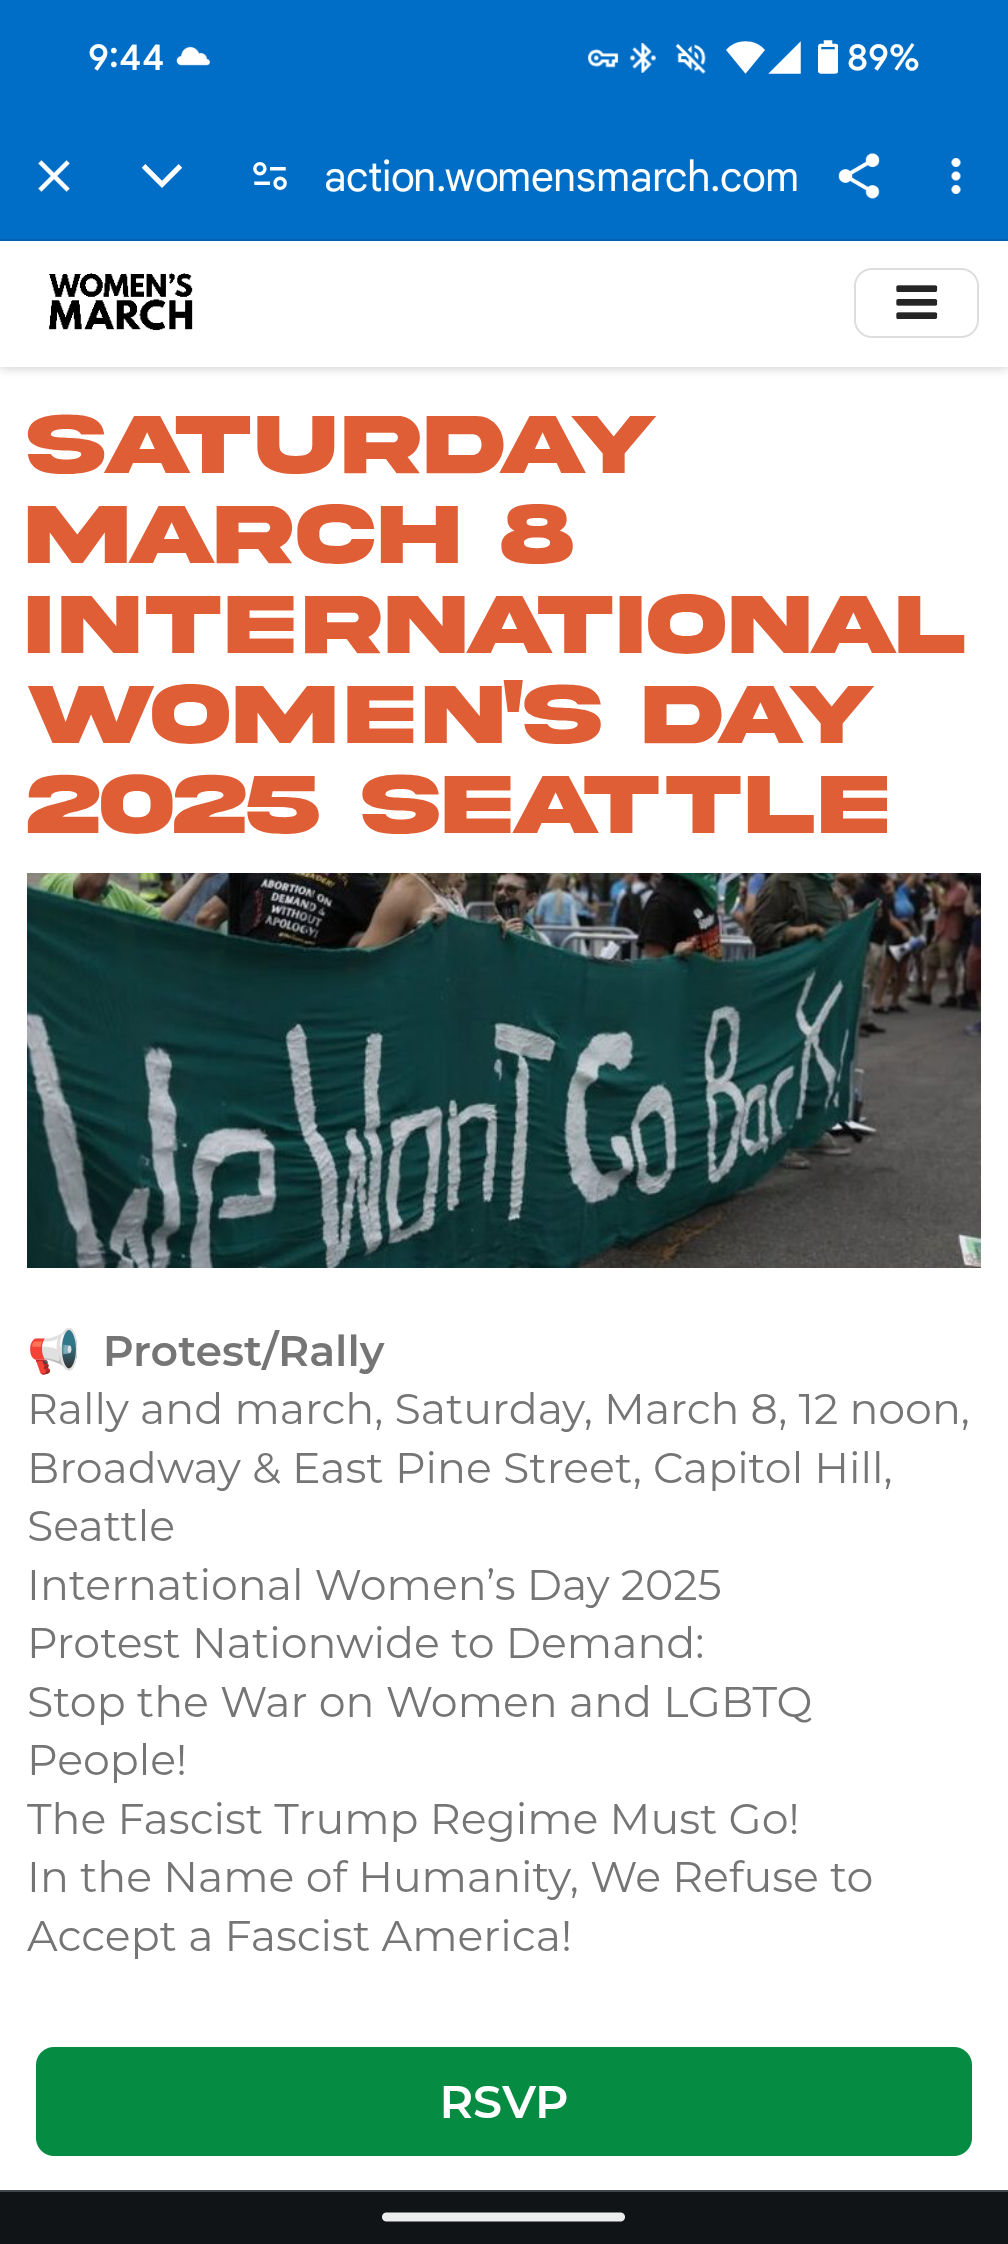 9:44
89%
action.womensmarch.com
WOMEN'S
MARCH
SATURDAY
MARCH 8
INTERNATIONAL
WOMEN'S DAY
2025 SEATTLE
ABORTION ON
DEMAND &
WITHOUT
APOLOGY!
We Won'T Go Back!
📢 Protest/Rally
Rally and march, Saturday, March 8, 12 noon,
Broadway & East Pine Street, Capitol Hill,
Seattle
International Women’s Day 2025
Protest Nationwide to Demand:
Stop the War on Women and LGBTQ
People!
The Fascist Trump Regime Must Go!
In the Name of Humanity, We Refuse to
Accept a Fascist America!
RSVP